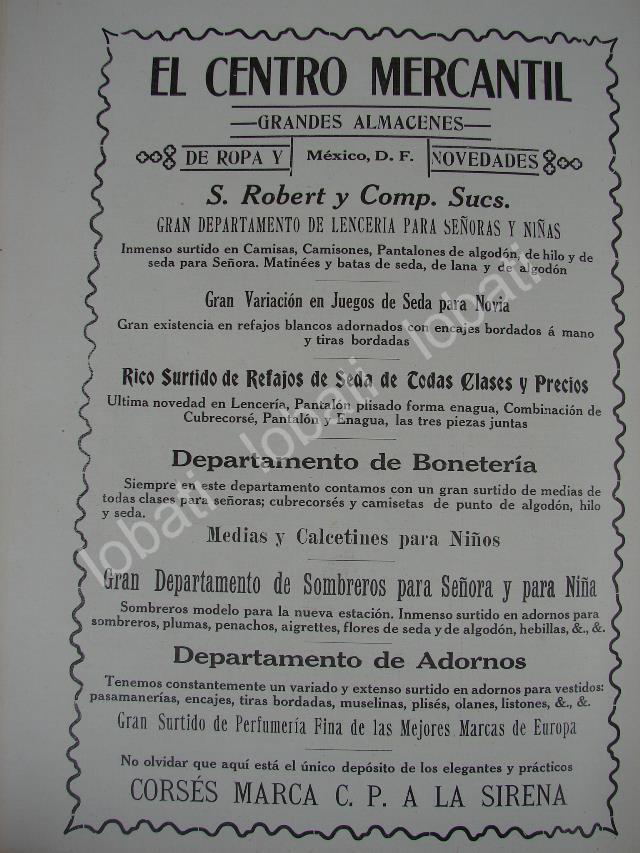 EL CENTRO MERCANTIL
GRANDES ALMACENES
DE ROPA Y México, D. F. NOVEDADES
S. Robert y Comp. Sucs.
GRAN DEPARTAMENTO DE LENCERIA PARA SEÑORAS Y NIÑAS
Inmenso surtido en Camisas, Camisones, Pantalones de algodón, de hilo y de
seda para Señora. Matinées y batas de seda, de lana y de algodón
Gran Variación en Juegos de Seda para Novia
Gran existencia en refajos blancos adornados con encajes bordados á mano
y tiras bordadas
Rico Surtido de Refajos de Seda de Todas Clases y Precios
Ultima novedad en Lencería, Pantalón plisado forma enagua, Combinación de
Cubrecorsé, Pantalón y Enagua, las tres piezas juntas
Departamento de Bonetería
Siempre en este departamento contamos con un gran surtido de medias de
todas clases para señoras; cubrecorsés y camisetas de punto de algodón, hilo
y seda.
Medias y Calcetines para Niños
Gran Departamento de Sombreros para Señora y para Niña
Sombreros modelo para la nueva estación. Inmenso surtido en adornos para
sombreros, plumas, penachos, aigrettes, flores de seda y de algodón, hebillas, &., &.
Departamento de Adornos
Tenemos constantemente un variado y extenso surtido en adornos para vestidos:
pasamanerías, encajes, tiras bordadas, muselinas, plisés, olanes, listones, &., &.
Gran Surtido de Perfumería Fina de las Mejores Marcas de Europa
No olvidar que aquí está el único depósito de los elegantes y prácticos
CORSÉS MARCA C. P. A LA SIRENA
lobati lobati lobati